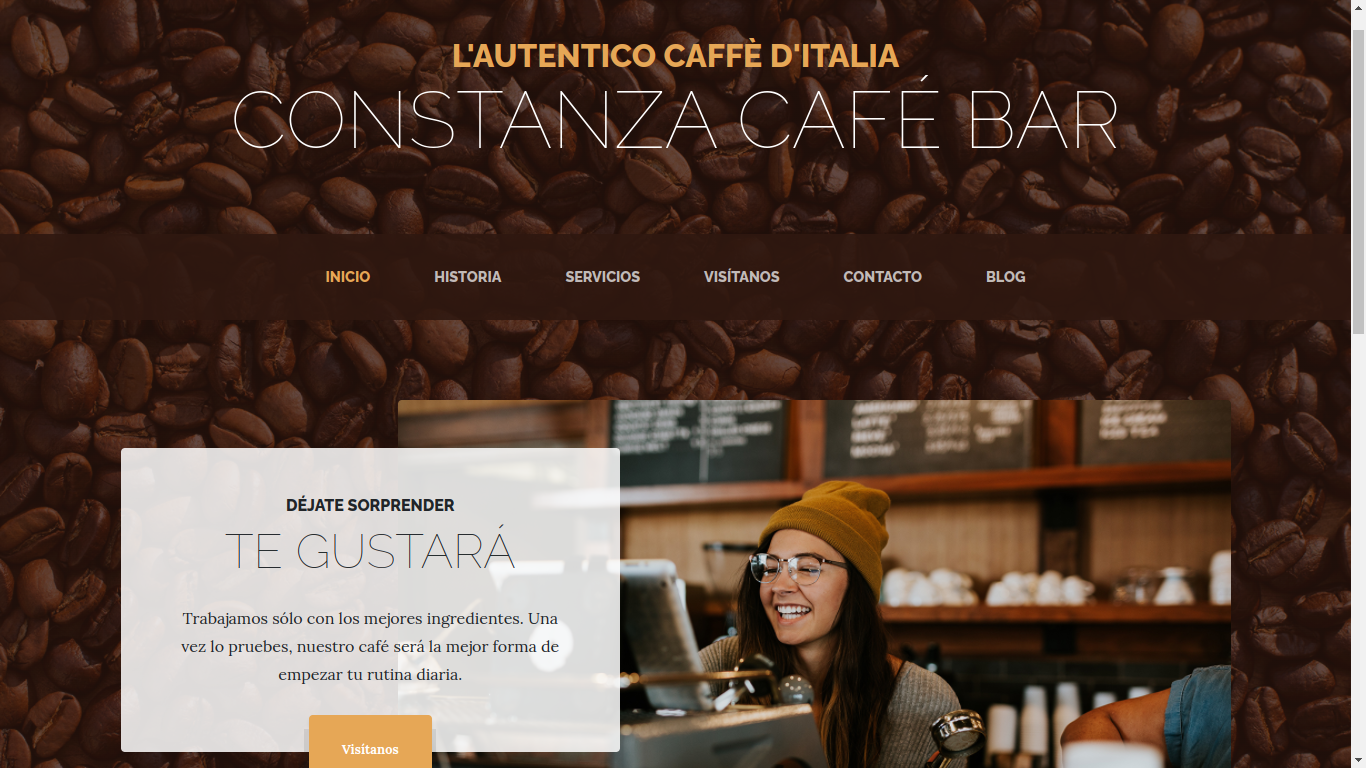 L'AUTENTICO CAFFÈ D'ITALIA
CONSTANZA CAFÉ BAR
INICIO HISTORIA SERVICIOS VISÍTANOS CONTACTO BLOG
DÉJATE SORPRENDER
TE GUSTARÁ
Trabajamos sólo con los mejores ingredientes. Una
vez lo pruebes, nuestro café será la mejor forma de
empezar tu rutina diaria.
Visítanos